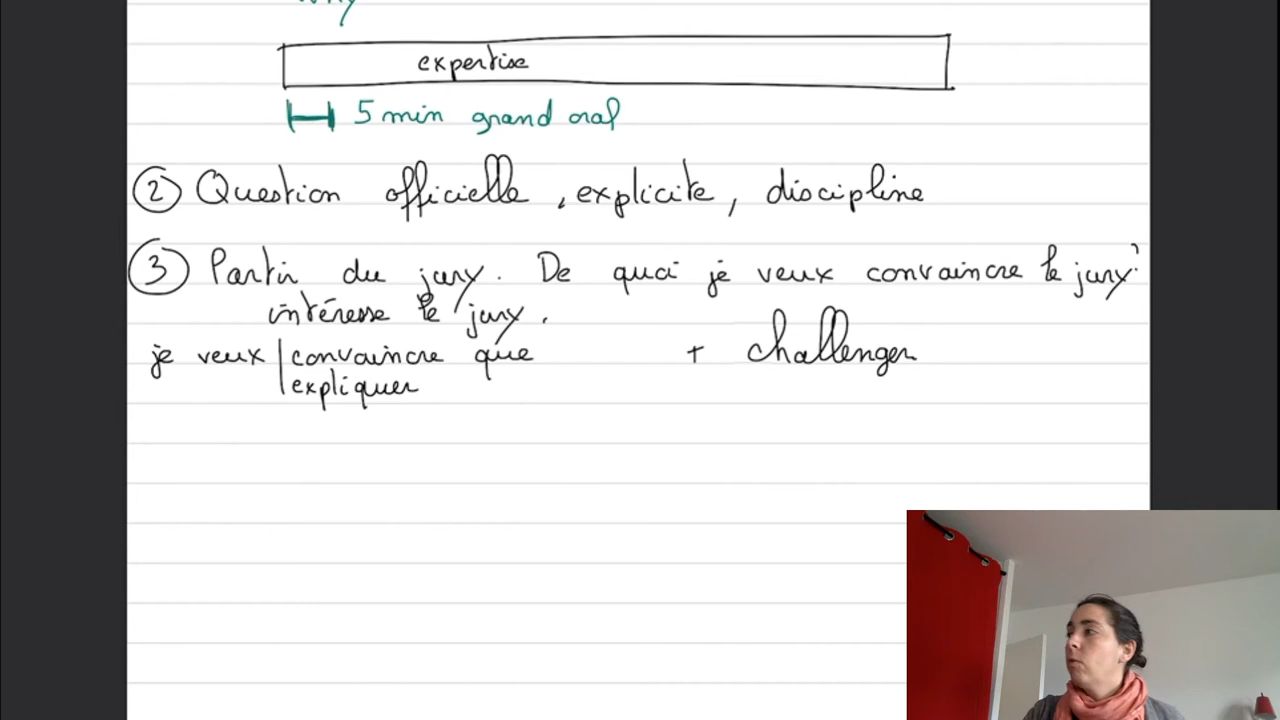 why
expertise
5 min grand oral
② Question officielle, explicite, discipline
③ Partir du jury. De quoi je veux convaincre le jury?
intéresse le jury.
je veux convaincre que + challenger
expliquer